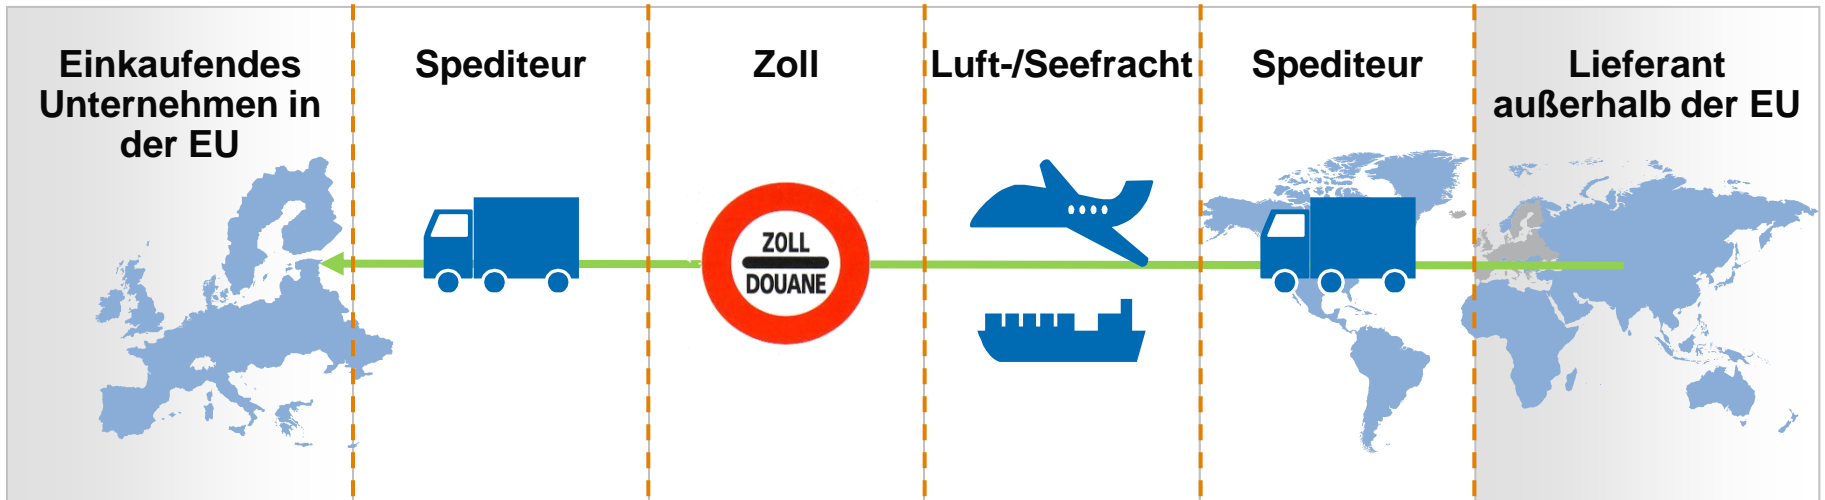 Einkaufendes
Unternehmen in
der EU
Spediteur
Zoll
Luft-/Seefracht
Spediteur
Lieferant
außerhalb der EU
ZOLL
DOUANE